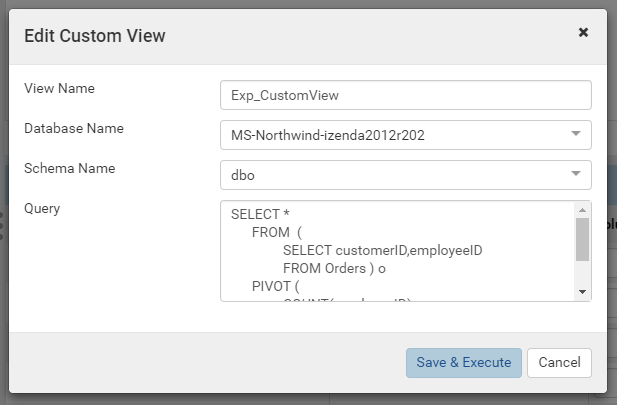 Edit Custom View
View Name
Exp_CustomView
Database Name
MS-Northwind-izenda2012r202
Schema Name
dbo
Query
SELECT *
FROM (
SELECT customerID,employeeID
FROM Orders ) o
PIVOT (
Save & Execute
Cancel